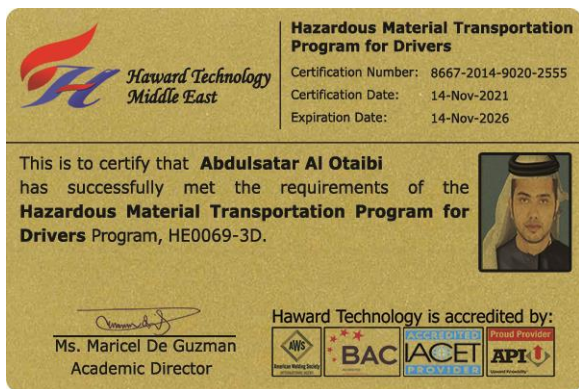 Haward Technology
Middle East
Hazardous Material Transportation
Program for Drivers
Certification Number: 8667-2014-9020-2555
Certification Date: 14-Nov-2021
Expiration Date: 14-Nov-2026
This is to certify that Abdulsatar Al Otaibi
has successfully met the requirements of the
Hazardous Material Transportation Program for
Drivers Program, HE0069-3D.
Ms. Maricel De Guzman
Academic Director
Haward Technology is accredited by:
AWS
American Welding Society
BAC
ACCREDITED
IACET
PROVIDER
Proud Provider
API